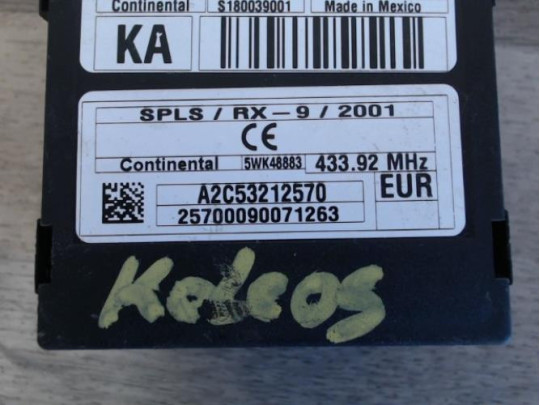 Continental S180039001 Made in Mexico
KA
SPLS / RX-9 / 2001
CE
Continental 5WK48883 433.92 MHz
A2C53212570 EUR
25700090071263
Koleos